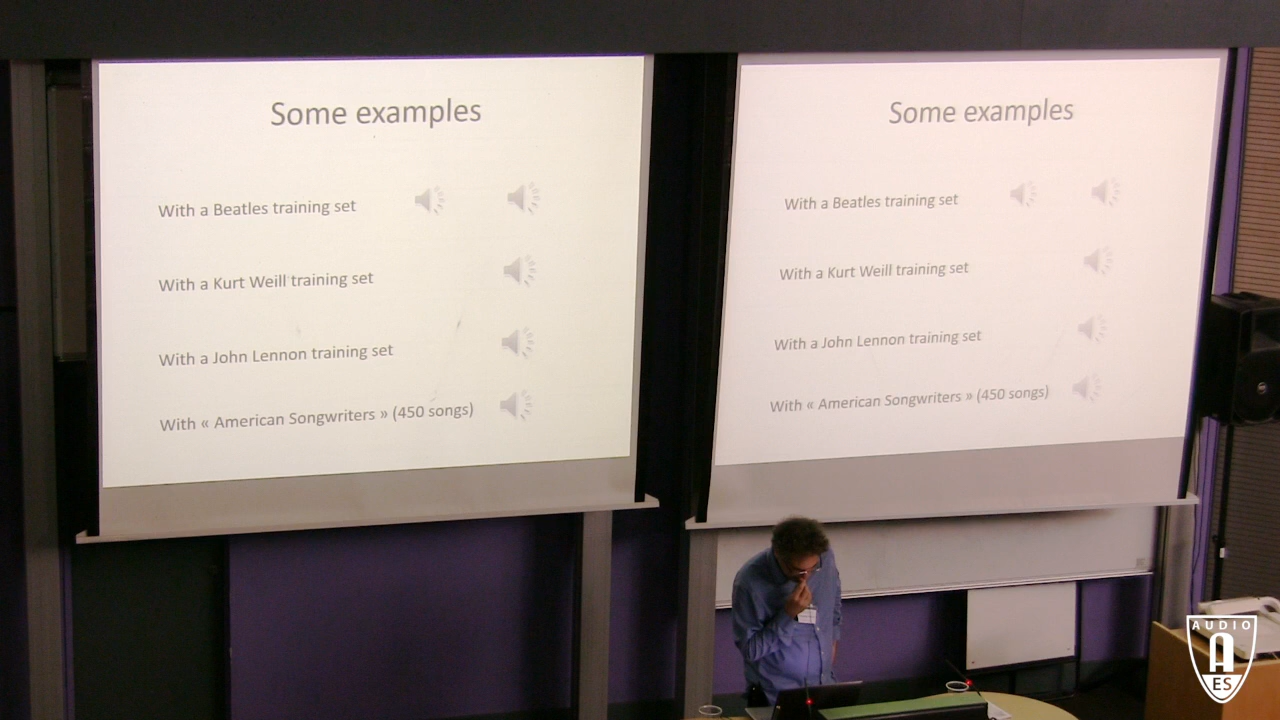 Some examples
With a Beatles training set
With a Kurt Weill training set
With a John Lennon training set
With « American Songwriters » (450 songs)
Some examples
With a Beatles training set
With a Kurt Weill training set
With a John Lennon training set
With « American Songwriters » (450 songs)
AUDIO
A
ES